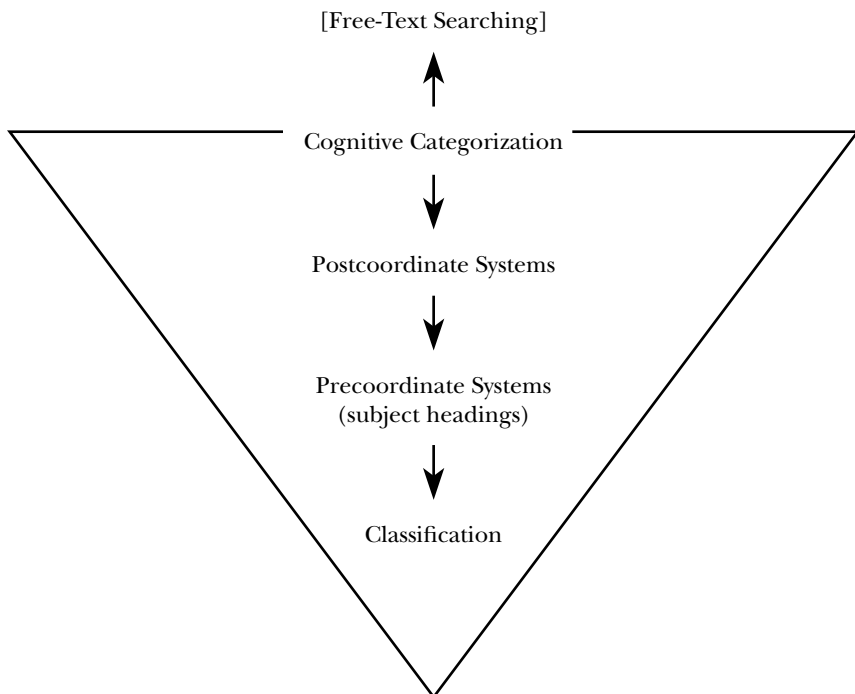 [Free-Text Searching]
Cognitive Categorization
Postcoordinate Systems
Precoordinate Systems
(subject headings)
Classification